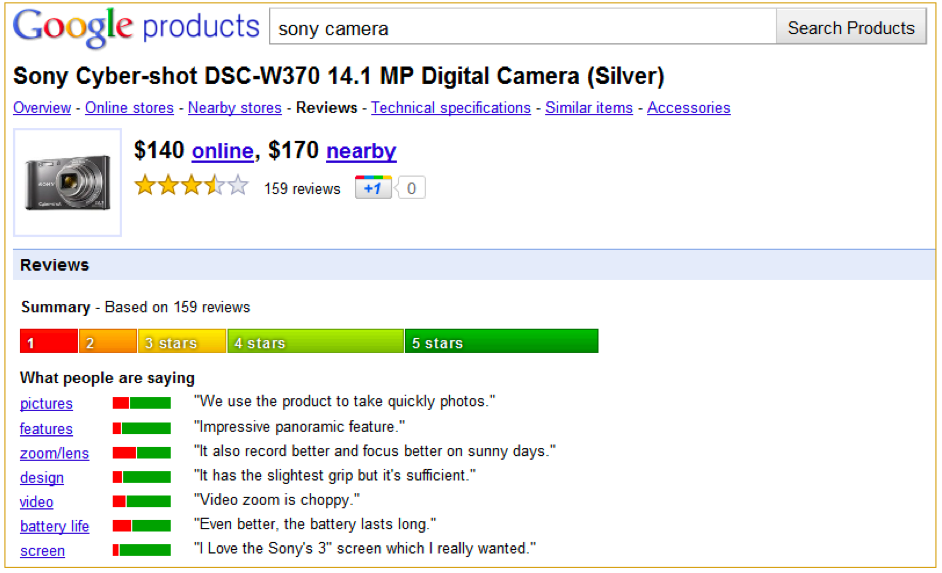 Google products sony camera Search Products
Sony Cyber-shot DSC-W370 14.1 MP Digital Camera (Silver)
Overview - Online stores - Nearby stores - Reviews - Technical specifications - Similar items - Accessories
$140 online, $170 nearby
159 reviews +1 0
SONY
Cyber-shot
Reviews
Summary - Based on 159 reviews
1 2 3 stars 4 stars 5 stars
What people are saying
pictures "We use the product to take quickly photos."
features "Impressive panoramic feature."
zoom/lens "It also record better and focus better on sunny days."
design "It has the slightest grip but it's sufficient."
video "Video zoom is choppy."
battery life "Even better, the battery lasts long."
screen "I Love the Sony's 3" screen which I really wanted."